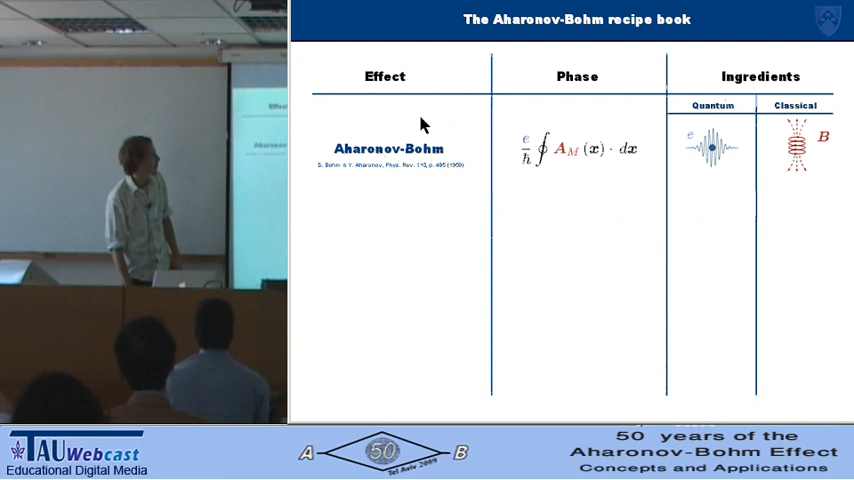 The Aharonov-Bohm recipe book
Effect
Phase
Ingredients
Quantum
Classical
Aharonov-Bohm
D. Bohm & Y. Aharonov, Phys. Rev. 115, p. 485 (1959)
e/ħ ∮ A_M (x) · dx
e
B
TAU Webcast
Educational Digital Media
A 50 B
Tel Aviv 2009
50 years of the
Aharonov-Bohm Effect
Concepts and Applications